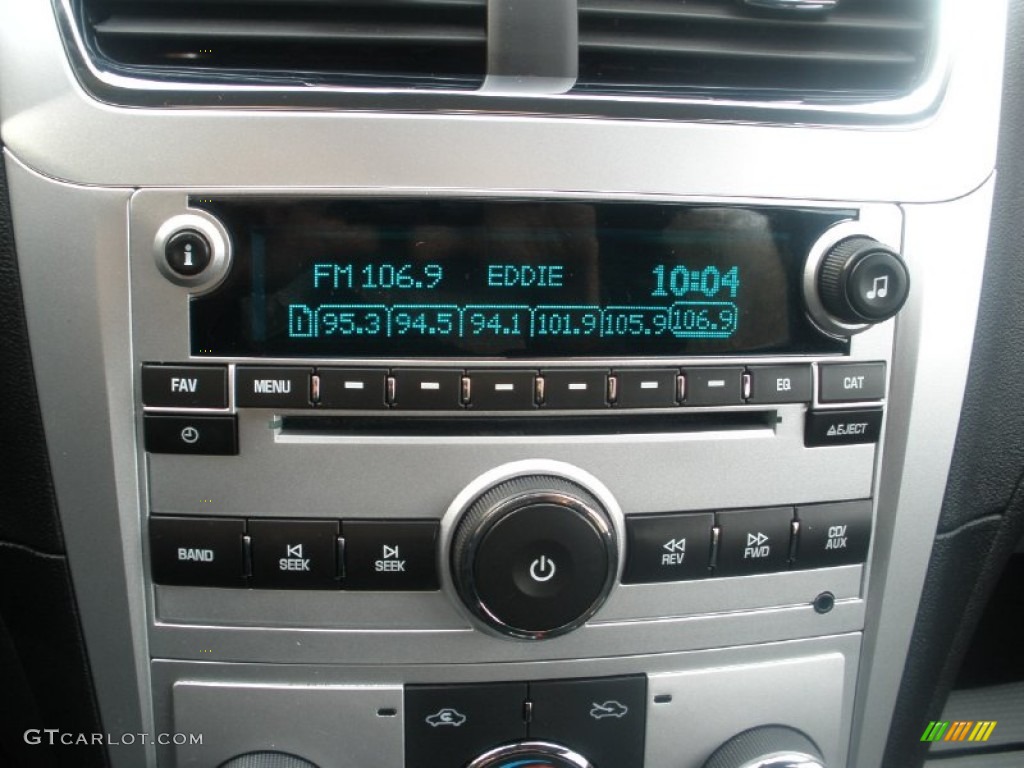 i
FM 106.9 EDDIE 10:04
i 95.3 94.5 94.1 101.9 105.9 106.9
FAV MENU EQ CAT
EJECT
BAND SEEK SEEK REV FWD CD/
AUX
GTCARLOT.COM